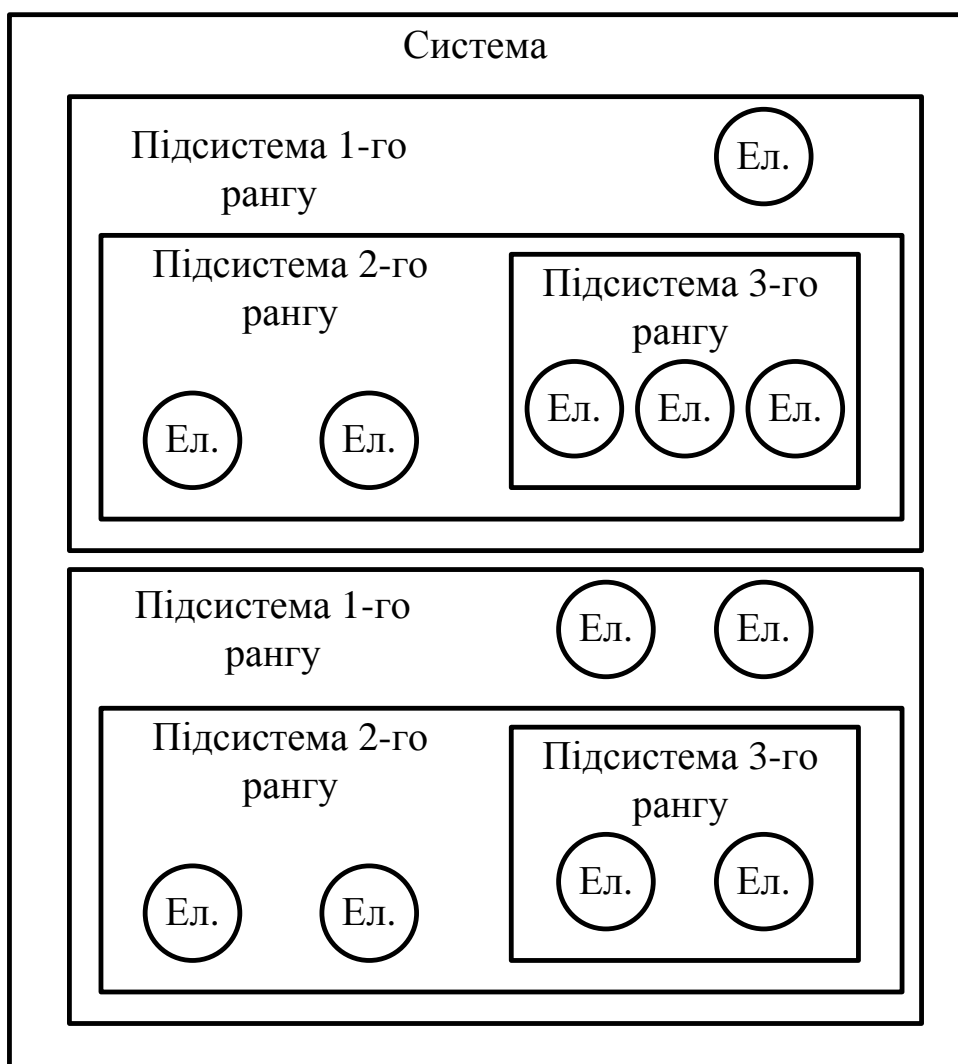 Система
Підсистема 1-го
рангу
Ел.
Підсистема 2-го
рангу
Підсистема 3-го
рангу
Ел.
Ел.
Ел.
Ел.
Ел.
Підсистема 1-го
рангу
Ел.
Ел.
Підсистема 2-го
рангу
Підсистема 3-го
рангу
Ел.
Ел.
Ел.
Ел.